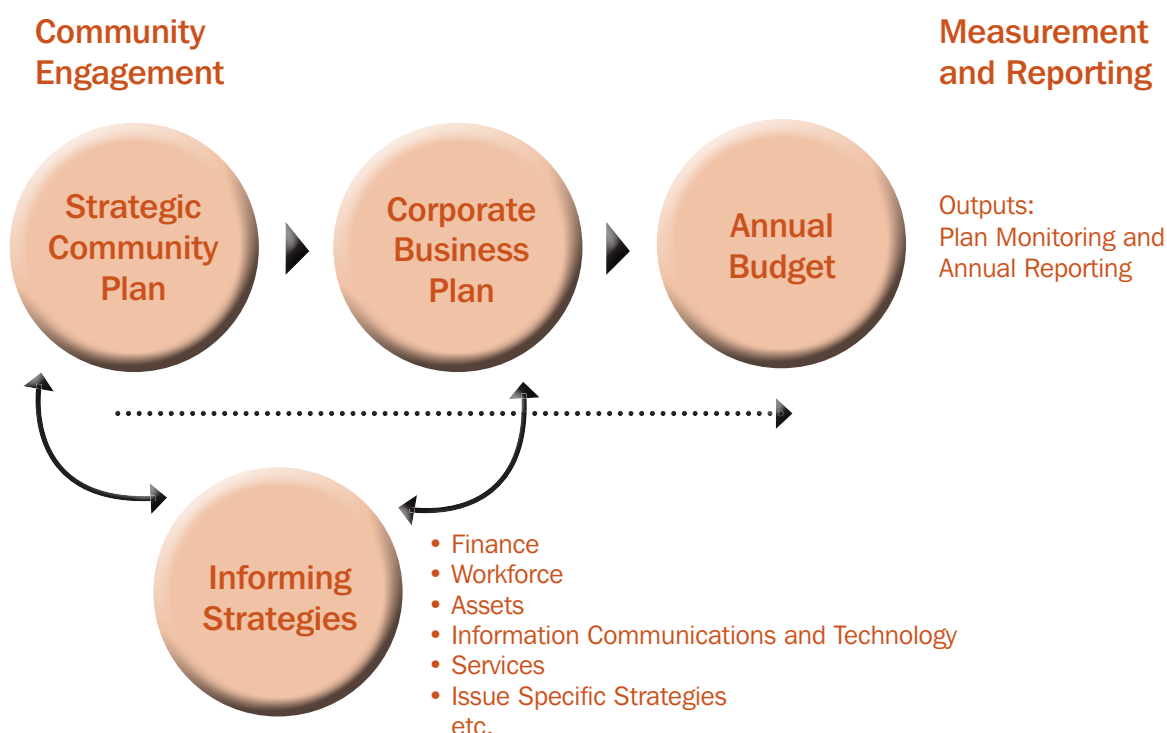 Community
Engagement
Measurement
and Reporting
Strategic
Community
Plan
Corporate
Business
Plan
Annual
Budget
Outputs:
Plan Monitoring and
Annual Reporting
Informing
Strategies
• Finance
• Workforce
• Assets
• Information Communications and Technology
• Services
• Issue Specific Strategies
etc.